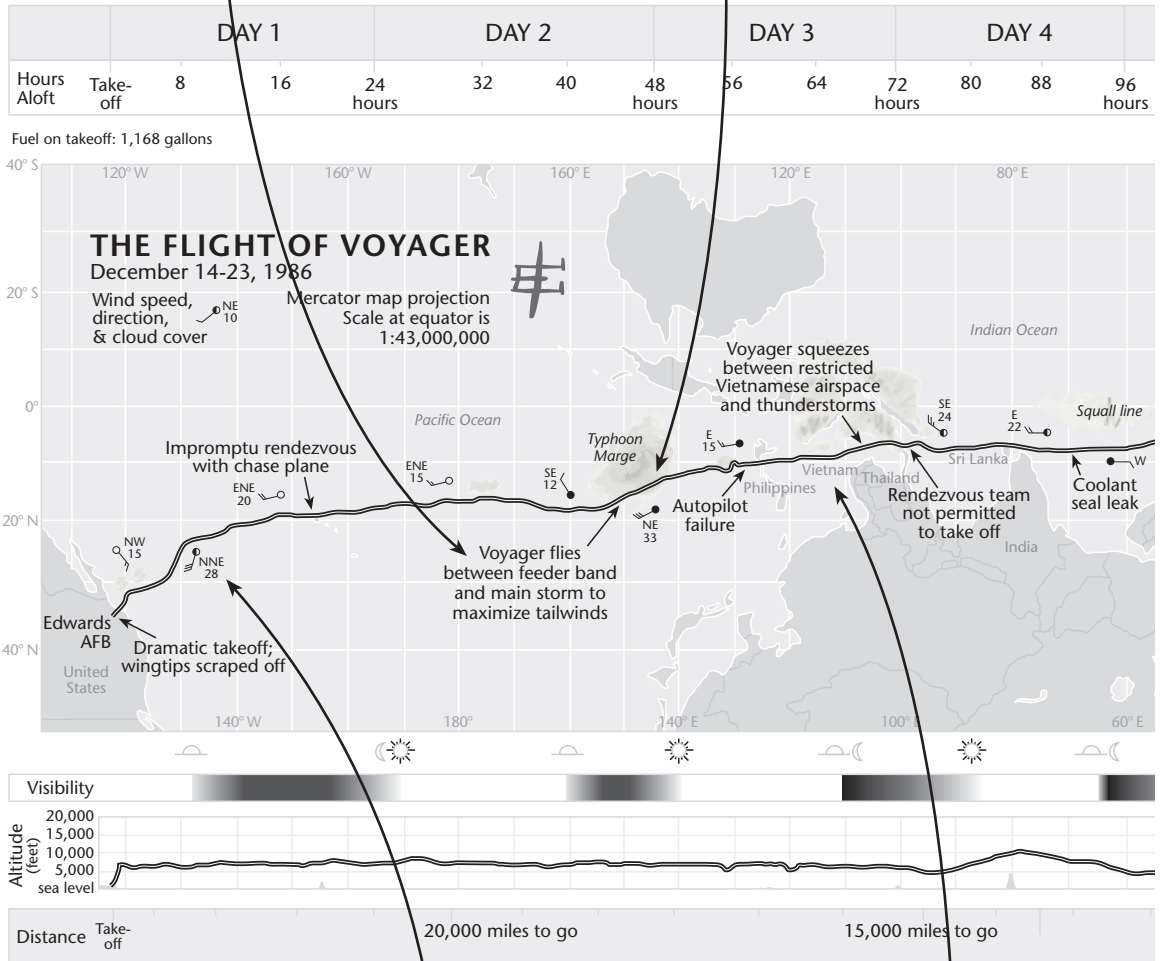 DAY 1 DAY 2 DAY 3 DAY 4
Hours Aloft
Take-off 8 16 24 hours 32 40 48 hours 56 64 72 hours 80 88 96 hours
Fuel on takeoff: 1,168 gallons
40° S
120° W 160° W 160° E 120° E 80° E
THE FLIGHT OF VOYAGER
December 14-23, 1986
Wind speed,
direction,
& cloud cover
NE
10
Mercator map projection
Scale at equator is
1:43,000,000
20° S
Indian Ocean
Voyager squeezes
between restricted
Vietnamese airspace
and thunderstorms
0°
Pacific Ocean
Typhoon
Marge
E
15
SE
24
E
22
Squall line
Impromptu rendezvous
with chase plane
ENE
20
ENE
15
SE
12
NE
33
Autopilot
failure
Philippines
Vietnam
Thailand
Sri Lanka
W
Coolant
seal leak
Rendezvous team
not permitted
to take off
India
20° N
NW
15
NNE
28
Voyager flies
between feeder band
and main storm to
maximize tailwinds
Edwards
AFB
Dramatic takeoff;
wingtips scraped off
40° N
United
States
140° W 180° 140° E 100° E 60° E
Visibility
Altitude
(feet)
20,000
15,000
10,000
5,000
sea level
Distance
Take-
off
20,000 miles to go 15,000 miles to go